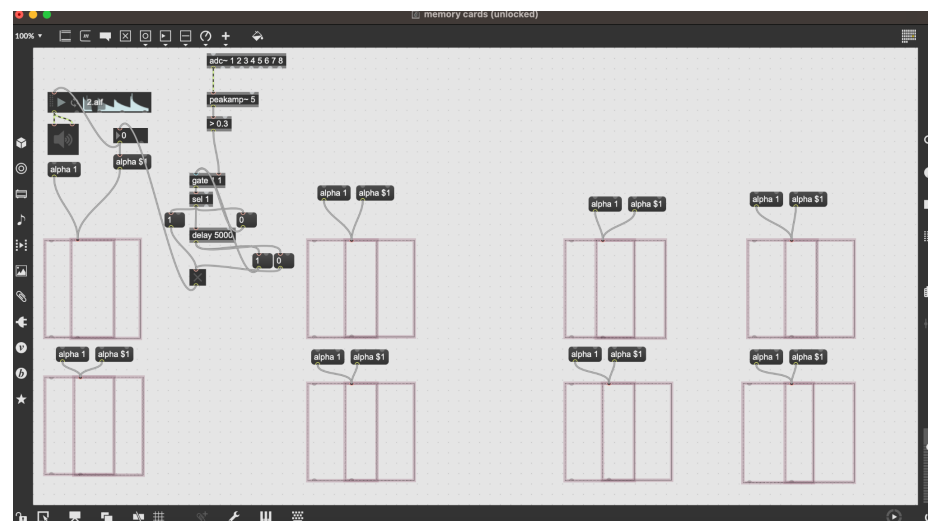 memory cards (unlocked)
100%
adc~ 1 2 3 4 5 6 7 8
2.aif
peakamp~ 5
> 0.3
0
alpha 1
alpha $1
gate 1 1
sel 1
1
0
delay 5000
1
0
alpha 1
alpha $1
alpha 1
alpha $1
alpha 1
alpha $1
alpha 1
alpha $1
alpha 1
alpha $1
alpha 1
alpha $1
alpha 1
alpha $1